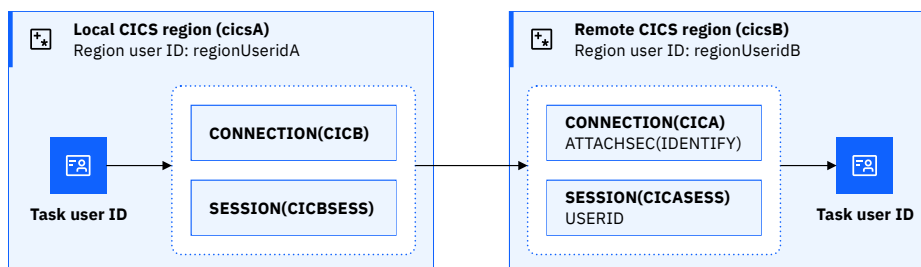 Local CICS region (cicsA)
Region user ID: regionUseridA
CONNECTION(CICB)
SESSION(CICBSESS)
Task user ID
Remote CICS region (cicsB)
Region user ID: regionUseridB
CONNECTION(CICA)
ATTACHSEC(IDENTIFY)
SESSION(CICASESS)
USERID
Task user ID